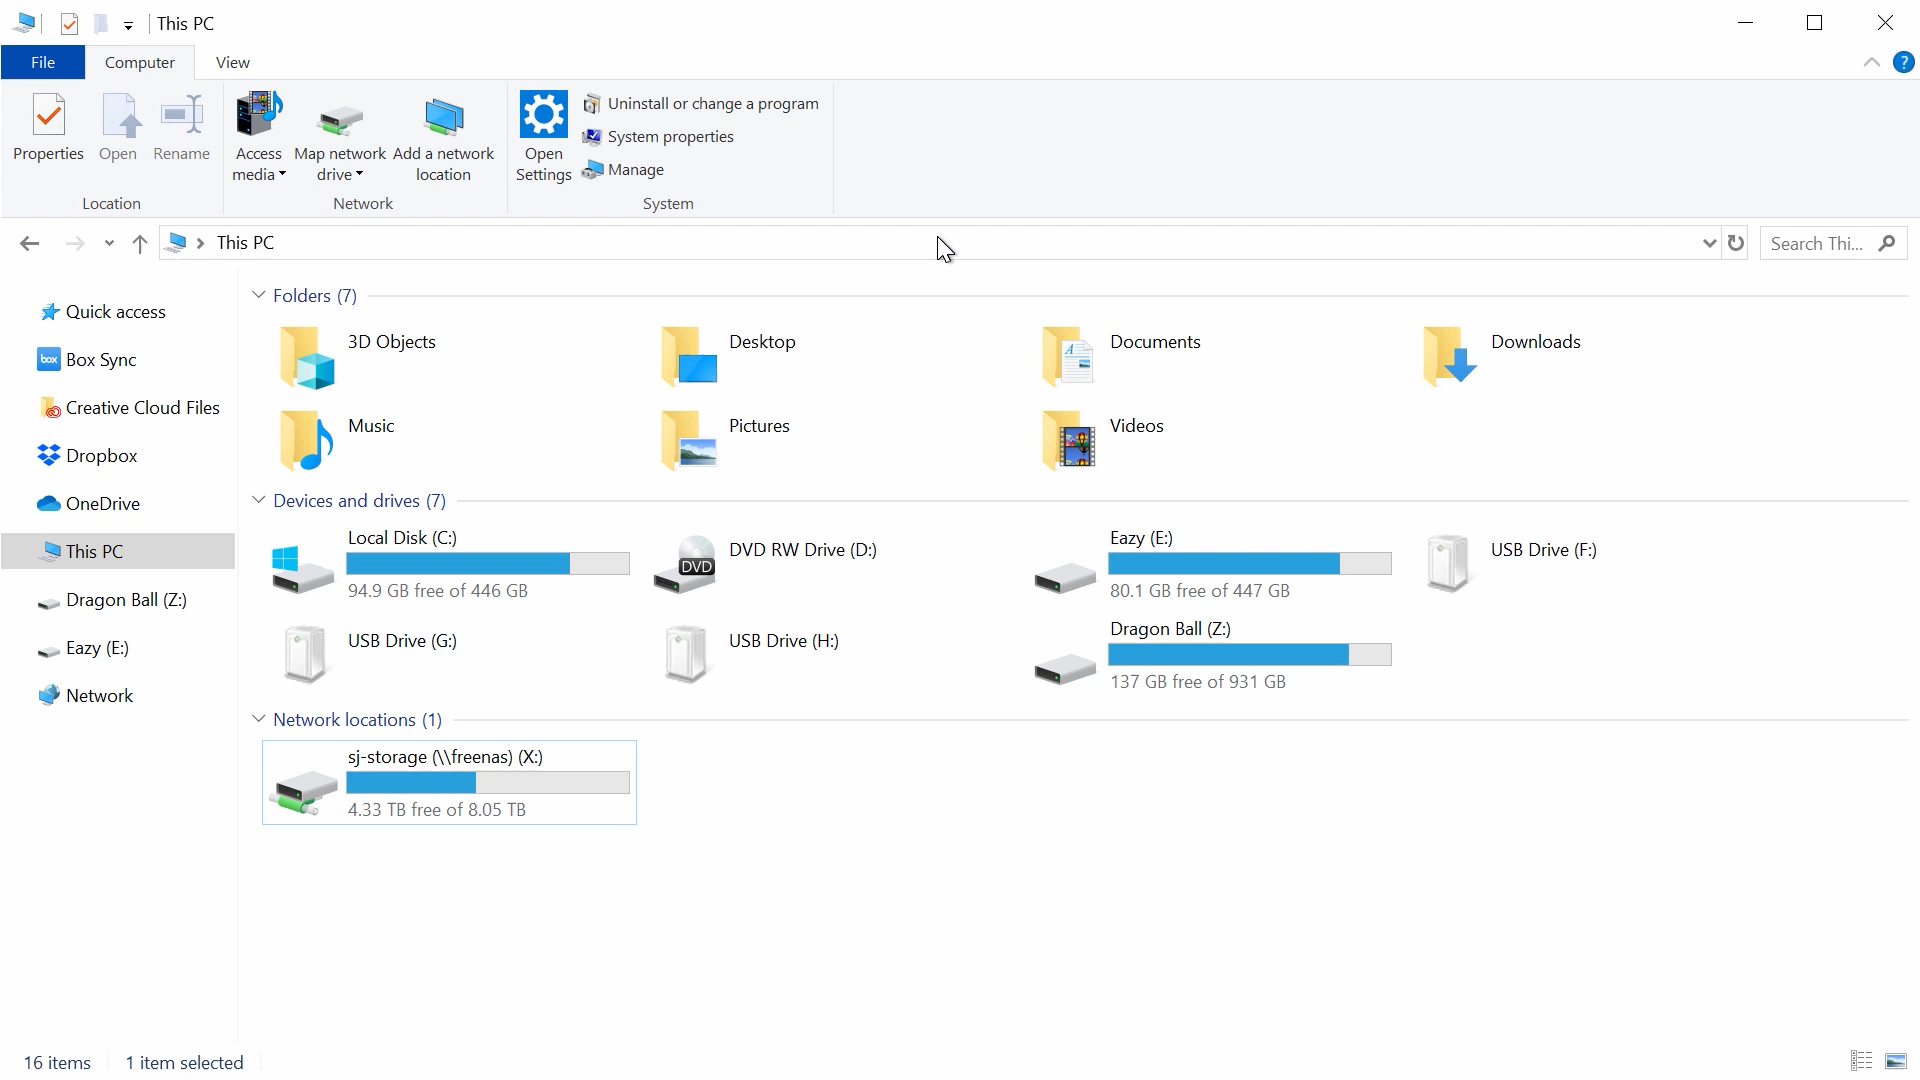 This PC
File
Computer
View
?
Properties
Open
Rename
Access media
Map network drive
Add a network location
Open Settings
Uninstall or change a program
System properties
Manage
Location
Network
System
This PC
Search Thi...
Quick access
box
Box Sync
Creative Cloud Files
Dropbox
OneDrive
This PC
Dragon Ball (Z:)
Eazy (E:)
Network
Folders (7)
3D Objects
Desktop
A
Documents
Downloads
Music
Pictures
Videos
Devices and drives (7)
Local Disk (C:)
94.9 GB free of 446 GB
DVD
DVD RW Drive (D:)
Eazy (E:)
80.1 GB free of 447 GB
USB Drive (F:)
USB Drive (G:)
USB Drive (H:)
Dragon Ball (Z:)
137 GB free of 931 GB
Network locations (1)
sj-storage (\\freenas) (X:)
4.33 TB free of 8.05 TB
16 items
1 item selected